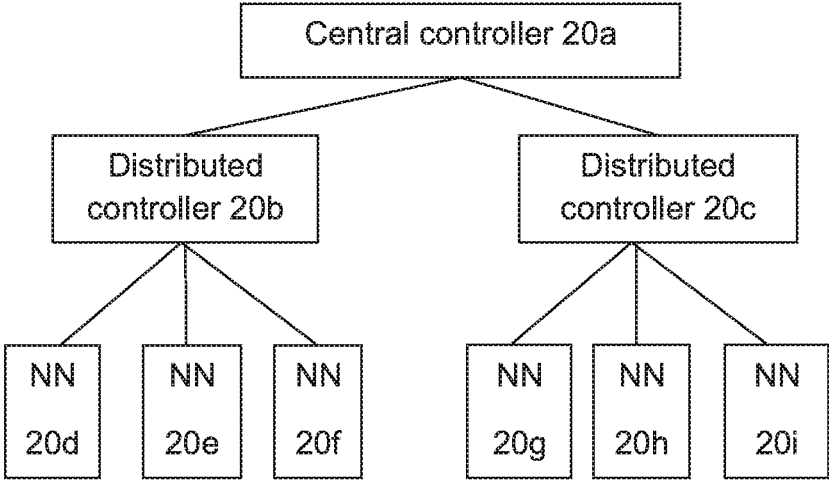 Central controller 20a
Distributed
controller 20b
Distributed
controller 20c
NN
20d
NN
20e
NN
20f
NN
20g
NN
20h
NN
20i